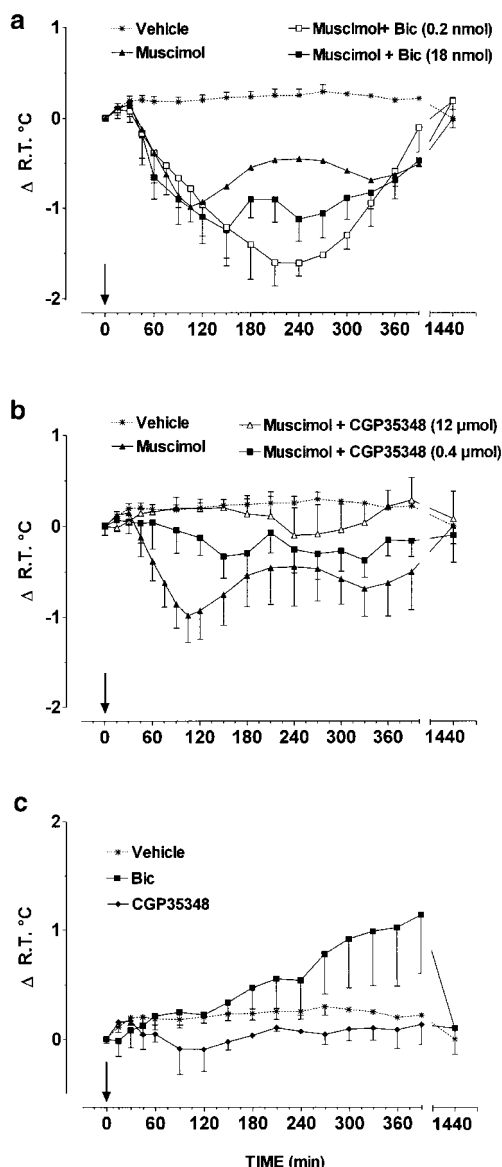 a
Vehicle
Muscimol
Muscimol+ Bic (0.2 nmol)
Muscimol + Bic (18 nmol)
Δ R.T. °C
1
0
-1
-2
0 60 120 180 240 300 360 1440
b
Vehicle
Muscimol
Muscimol + CGP35348 (12 µmol)
Muscimol + CGP35348 (0.4 µmol)
Δ R.T. °C
1
0
-1
-2
0 60 120 180 240 300 360 1440
c
Vehicle
Bic
CGP35348
Δ R.T. °C
2
1
0
0 60 120 180 240 300 360 1440
TIME (min)